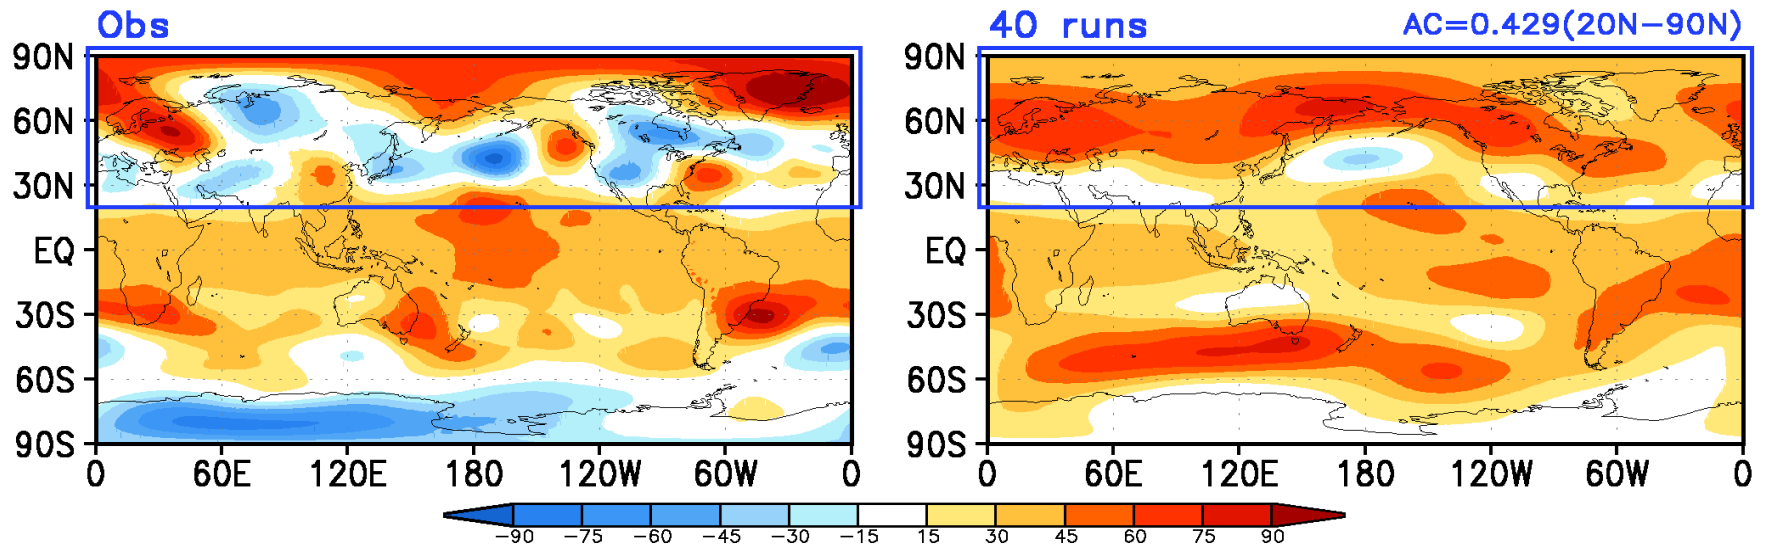 Obs
40 runs AC=0.429(20N−90N)
90N
60N
30N
EQ
30S
60S
90S
0 60E 120E 180 120W 60W 0
90N
60N
30N
EQ
30S
60S
90S
0 60E 120E 180 120W 60W 0
−90 −75 −60 −45 −30 −15 15 30 45 60 75 90